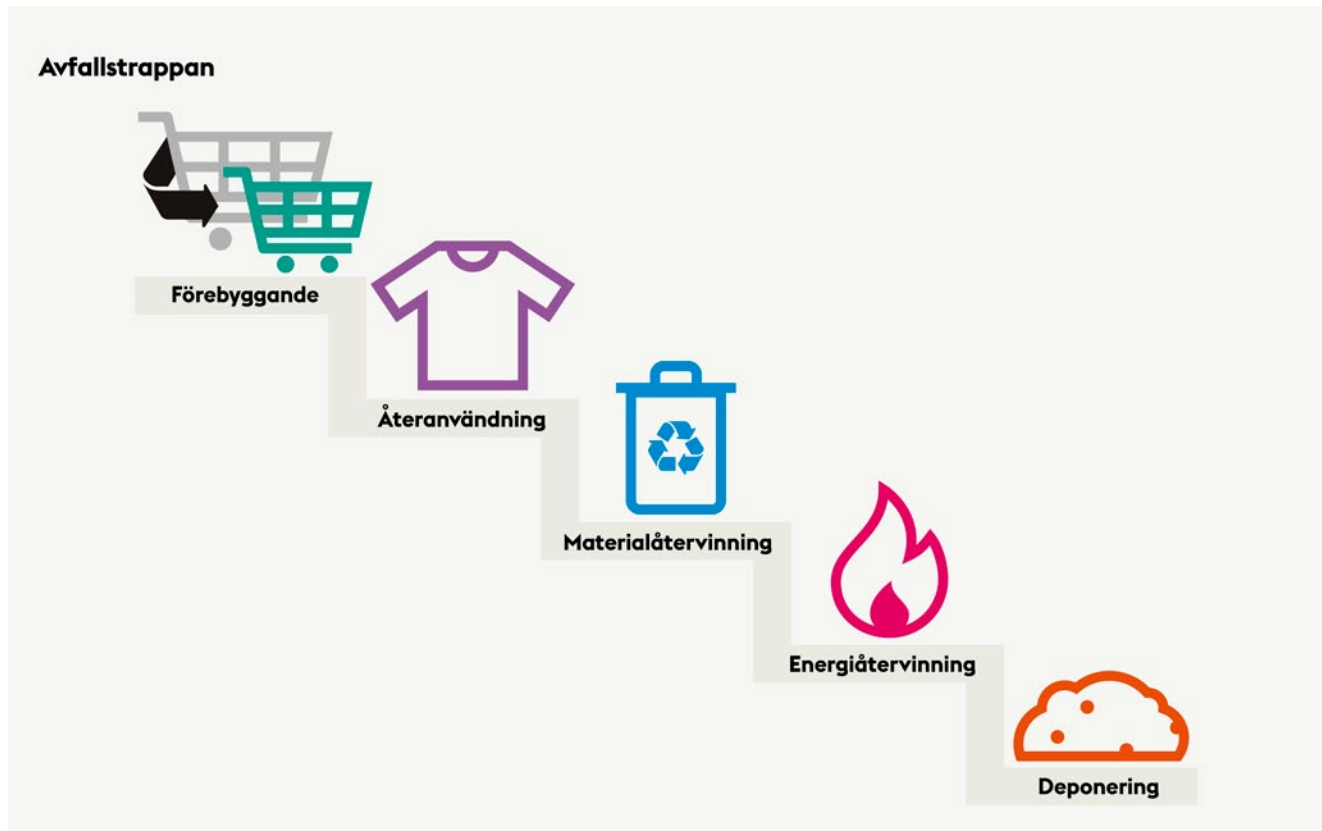 Avfallstrappan
Förebyggande
Återanvändning
Materialåtervinning
Energiåtervinning
Deponering